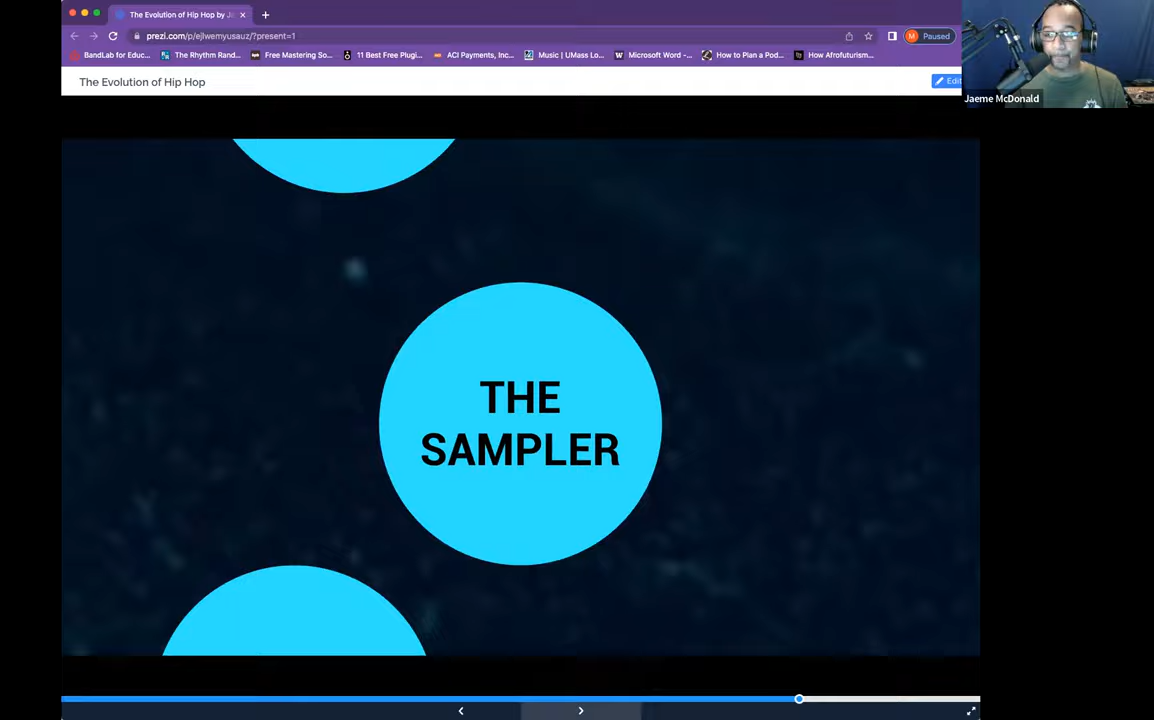 The Evolution of Hip Hop by Ja
prezi.com/p/ejlwemyusauz/?present=1
M Paused
BandLab for Educ... The Rhythm Rand... Free Mastering So... 11 Best Free Plugi... ACI Payments, Inc... Music | UMass Lo... Microsoft Word -... How to Plan a Pod... How Afrofuturism...
The Evolution of Hip Hop
Edit
Jaeme McDonald
THE
SAMPLER